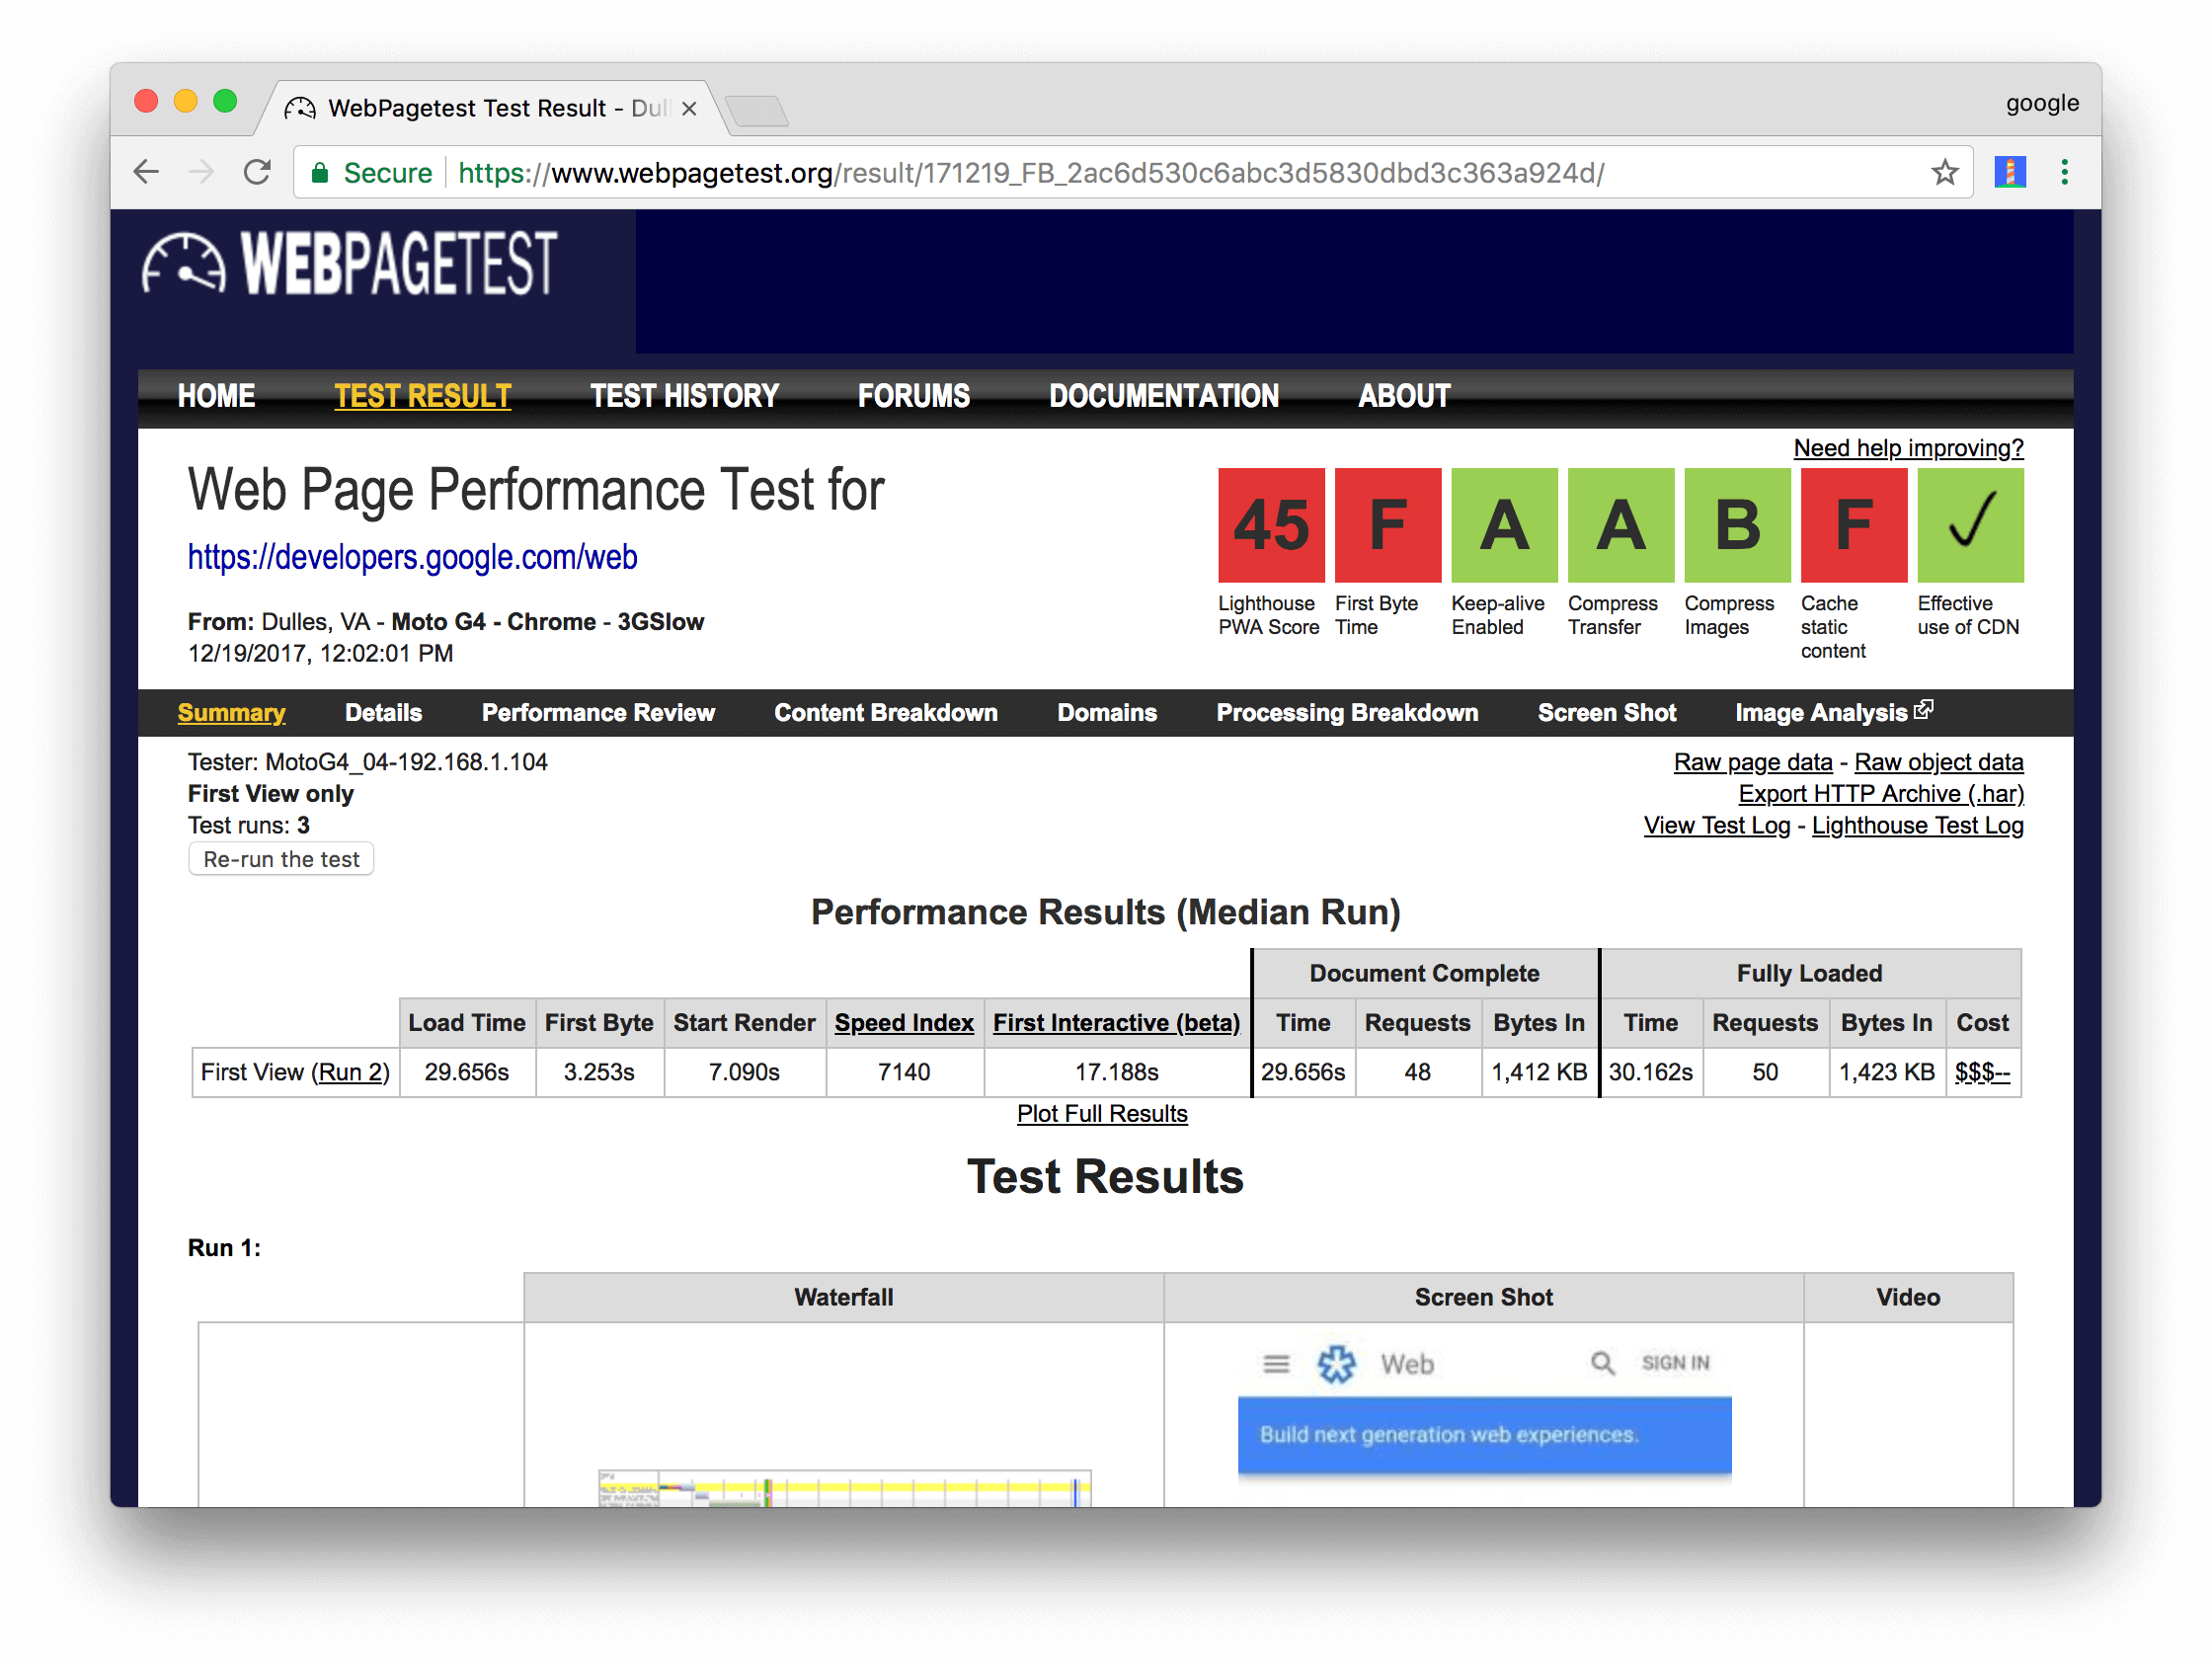 WebPagetest Test Result - Dul
google
Secure https://www.webpagetest.org/result/171219_FB_2ac6d530c6abc3d5830dbd3c363a924d/
WEBPAGETEST
HOME TEST RESULT TEST HISTORY FORUMS DOCUMENTATION ABOUT
Need help improving?
Web Page Performance Test for
https://developers.google.com/web
From: Dulles, VA - Moto G4 - Chrome - 3GSlow
12/19/2017, 12:02:01 PM
45 F A A B F ✓
Lighthouse PWA Score
First Byte Time
Keep-alive Enabled
Compress Transfer
Compress Images
Cache static content
Effective use of CDN
Summary Details Performance Review Content Breakdown Domains Processing Breakdown Screen Shot Image Analysis
Tester: MotoG4_04-192.168.1.104
First View only
Test runs: 3
Re-run the test
Raw page data - Raw object data
Export HTTP Archive (.har)
View Test Log - Lighthouse Test Log
Performance Results (Median Run)
Document Complete Fully Loaded
Load Time First Byte Start Render Speed Index First Interactive (beta) Time Requests Bytes In Time Requests Bytes In Cost
First View (Run 2) 29.656s 3.253s 7.090s 7140 17.188s 29.656s 48 1,412 KB 30.162s 50 1,423 KB $$$--
Plot Full Results
Test Results
Run 1:
Waterfall Screen Shot Video
Web SIGN IN
Build next generation web experiences.